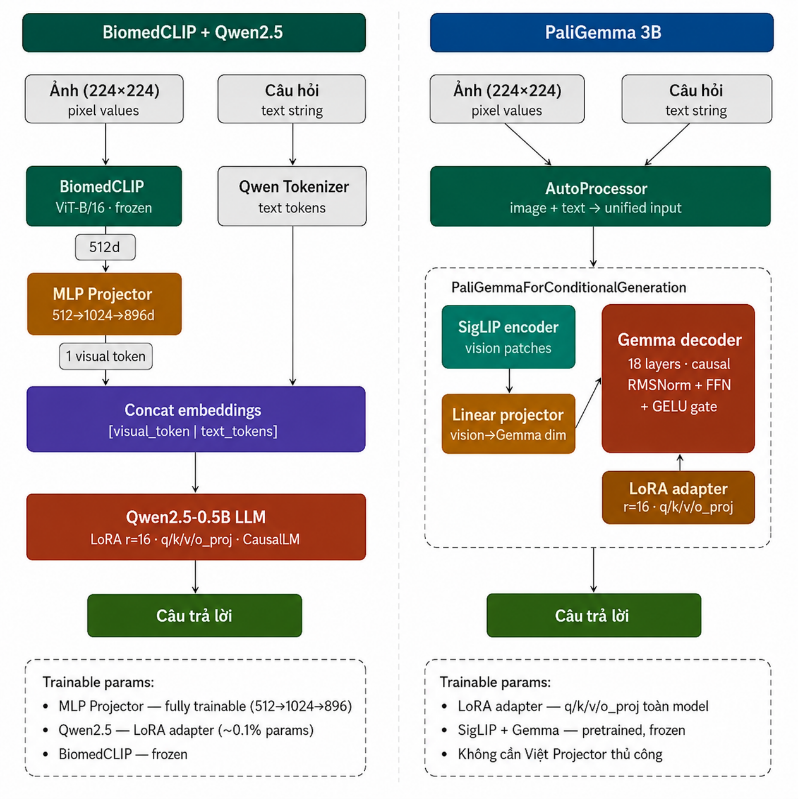 BiomedCLIP + Qwen2.5
Ảnh (224×224)
pixel values
Câu hỏi
text string
BiomedCLIP
ViT-B/16 · frozen
Qwen Tokenizer
text tokens
512d
MLP Projector
512→1024→896d
1 visual token
Concat embeddings
[visual_token | text_tokens]
Qwen2.5-0.5B LLM
LoRA r=16 · q/k/v/o_proj · CausalLM
Câu trả lời
Trainable params:
• MLP Projector — fully trainable (512→1024→896)
• Qwen2.5 — LoRA adapter (~0.1% params)
• BiomedCLIP — frozen
PaliGemma 3B
Ảnh (224×224)
pixel values
Câu hỏi
text string
AutoProcessor
image + text → unified input
PaliGemmaForConditionalGeneration
SigLIP encoder
vision patches
Linear projector
vision→Gemma dim
Gemma decoder
18 layers · causal
RMSNorm + FFN
+ GELU gate
LoRA adapter
r=16 · q/k/v/o_proj
Câu trả lời
Trainable params:
• LoRA adapter — q/k/v/o_proj toàn model
• SigLIP + Gemma — pretrained, frozen
• Không cần Việt Projector thủ công